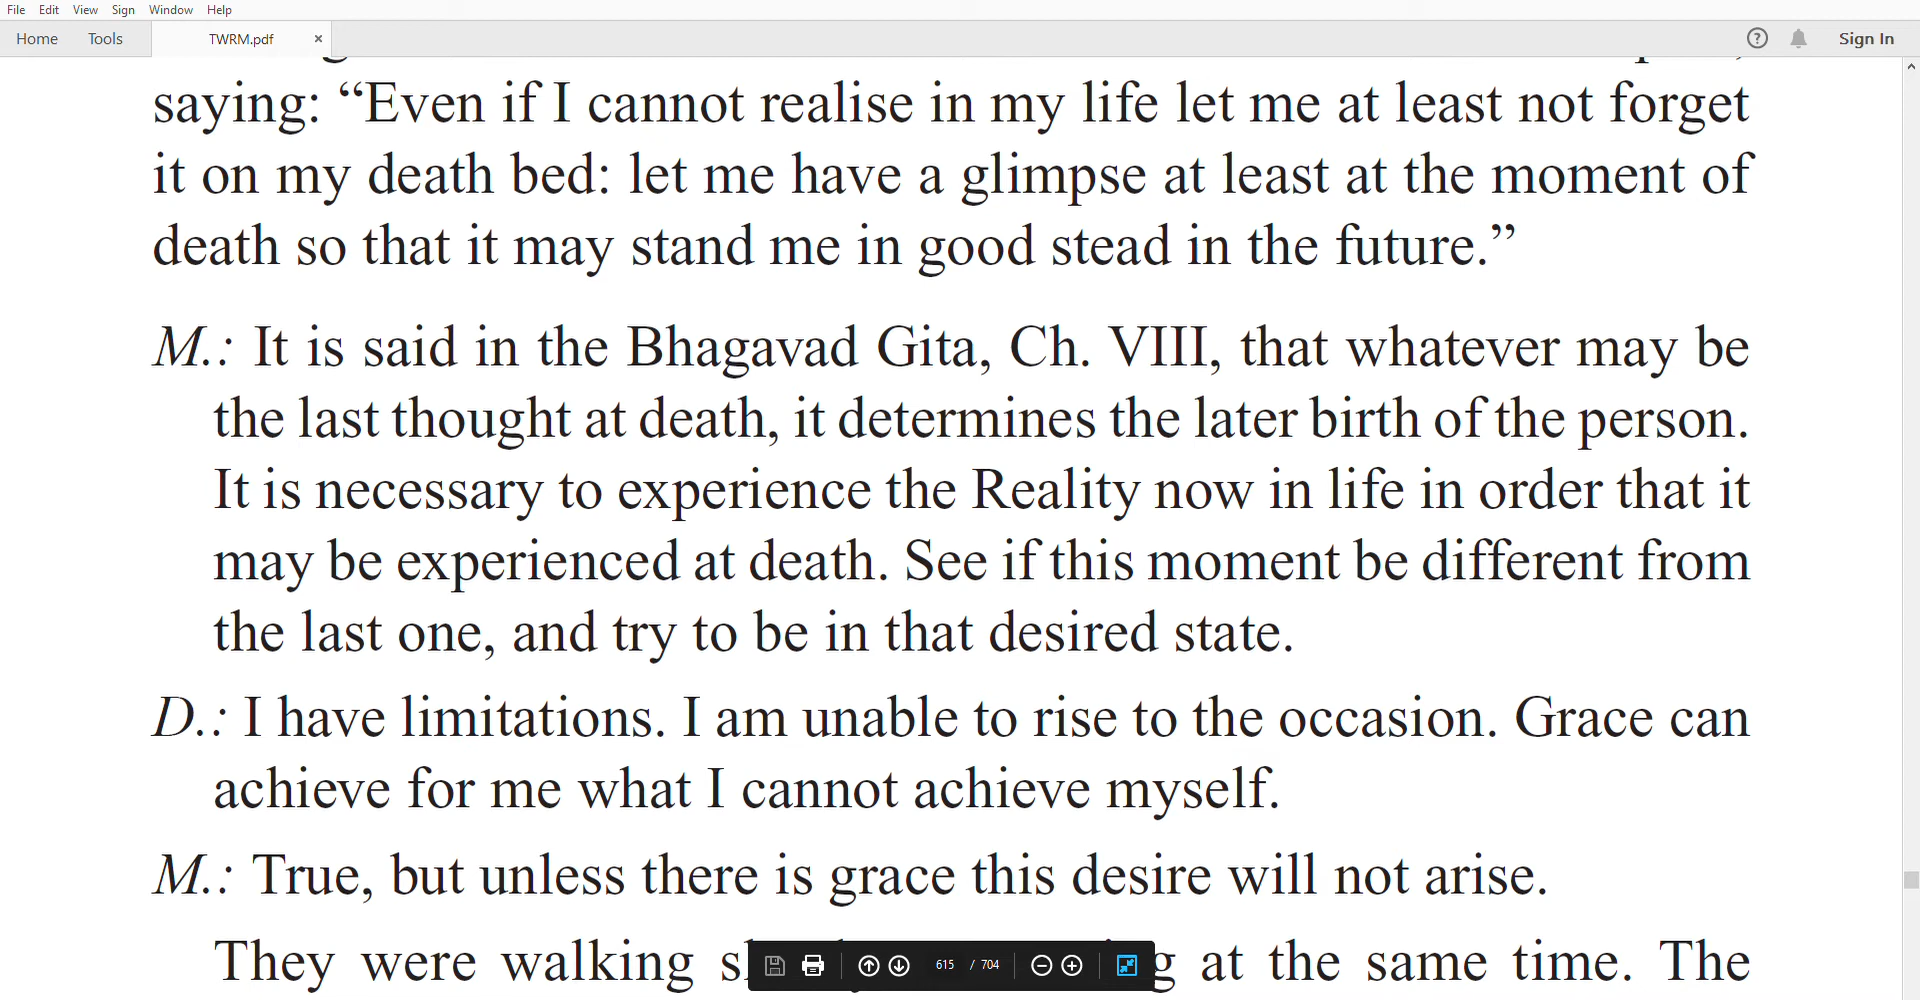 File Edit View Sign Window Help
Home Tools TWRM.pdf × ? Sign In
saying: “Even if I cannot realise in my life let me at least not forget
it on my death bed: let me have a glimpse at least at the moment of
death so that it may stand me in good stead in the future.”
M.: It is said in the Bhagavad Gita, Ch. VIII, that whatever may be
the last thought at death, it determines the later birth of the person.
It is necessary to experience the Reality now in life in order that it
may be experienced at death. See if this moment be different from
the last one, and try to be in that desired state.
D.: I have limitations. I am unable to rise to the occasion. Grace can
achieve for me what I cannot achieve myself.
M.: True, but unless there is grace this desire will not arise.
They were walking at the same time. The
615 / 704